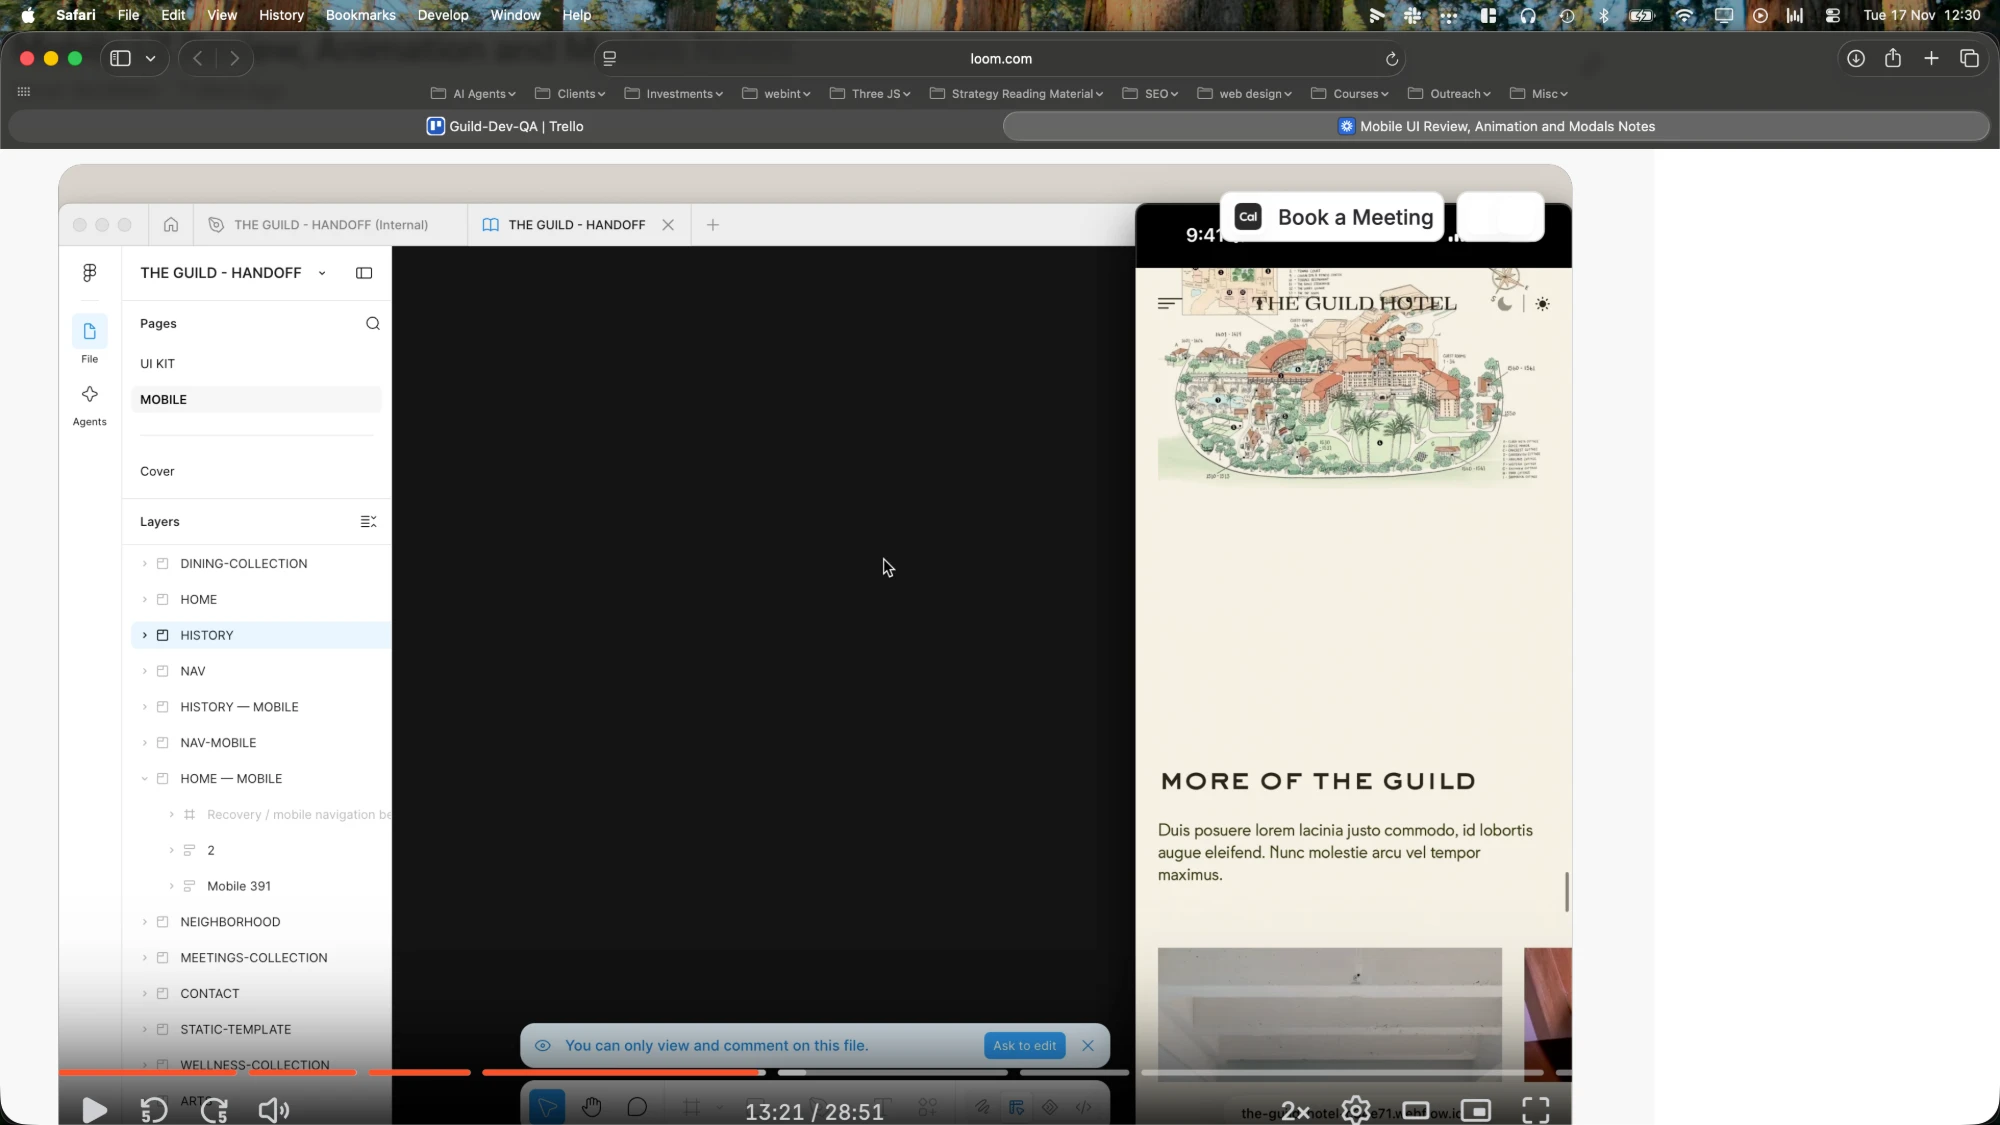 Safari File Edit View History Bookmarks Develop Window Help
Tue 17 Nov 12:30
loom.com
AI Agents Clients Investments webint Three JS Strategy Reading Material SEO web design Courses Outreach Misc
Guild-Dev-QA | Trello
Mobile UI Review, Animation and Modals Notes
THE GUILD - HANDOFF (Internal)
THE GUILD - HANDOFF
Cal Book a Meeting
9:41
THE GUILD - HANDOFF
Pages
File
UI KIT
MOBILE
Agents
Cover
Layers
DINING-COLLECTION
HOME
HISTORY
NAV
HISTORY — MOBILE
NAV-MOBILE
HOME — MOBILE
Recovery / mobile navigation be
2
Mobile 391
NEIGHBORHOOD
MEETINGS-COLLECTION
CONTACT
STATIC-TEMPLATE
WELLNESS-COLLECTION
THE GUILD HOTEL
MORE OF THE GUILD
Duis posuere lorem lacinia justo commodo, id lobortis
augue eleifend. Nunc molestie arcu vel tempor
maximus.
You can only view and comment on this file.
Ask to edit
5
5
13:21 / 28:51
2x